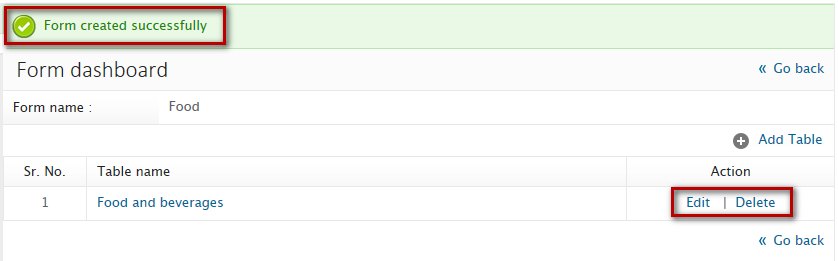 Form created successfully
Form dashboard
« Go back
Form name :
Food
Add Table
Sr. No. Table name Action
1 Food and beverages Edit | Delete
« Go back